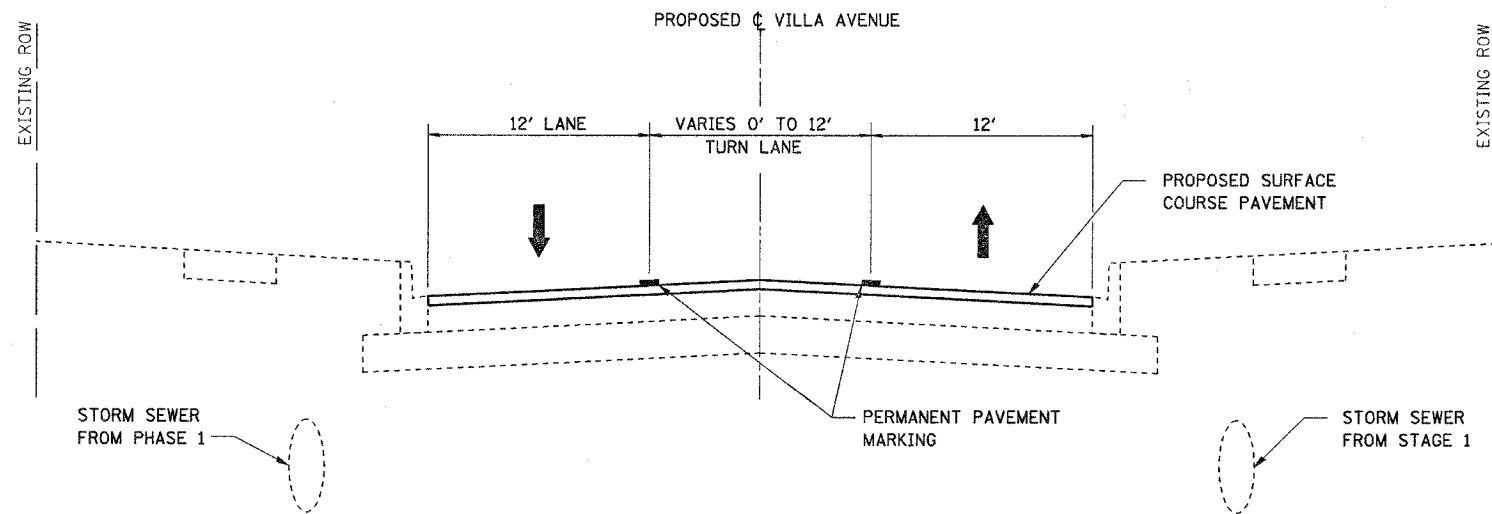 PROPOSED ℄ VILLA AVENUE
EXISTING ROW
EXISTING ROW
12' LANE
VARIES 0' TO 12'
TURN LANE
12'
PROPOSED SURFACE
COURSE PAVEMENT
STORM SEWER
FROM PHASE 1
PERMANENT PAVEMENT
MARKING
STORM SEWER
FROM STAGE 1